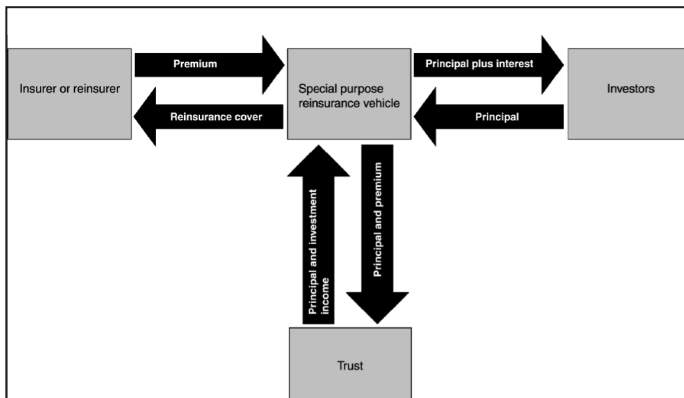 Premium
Principal plus interest
Insurer or reinsurer
Special purpose
reinsurance vehicle
Investors
Reinsurance cover
Principal
Principal and investment
income
Principal and premium
Trust